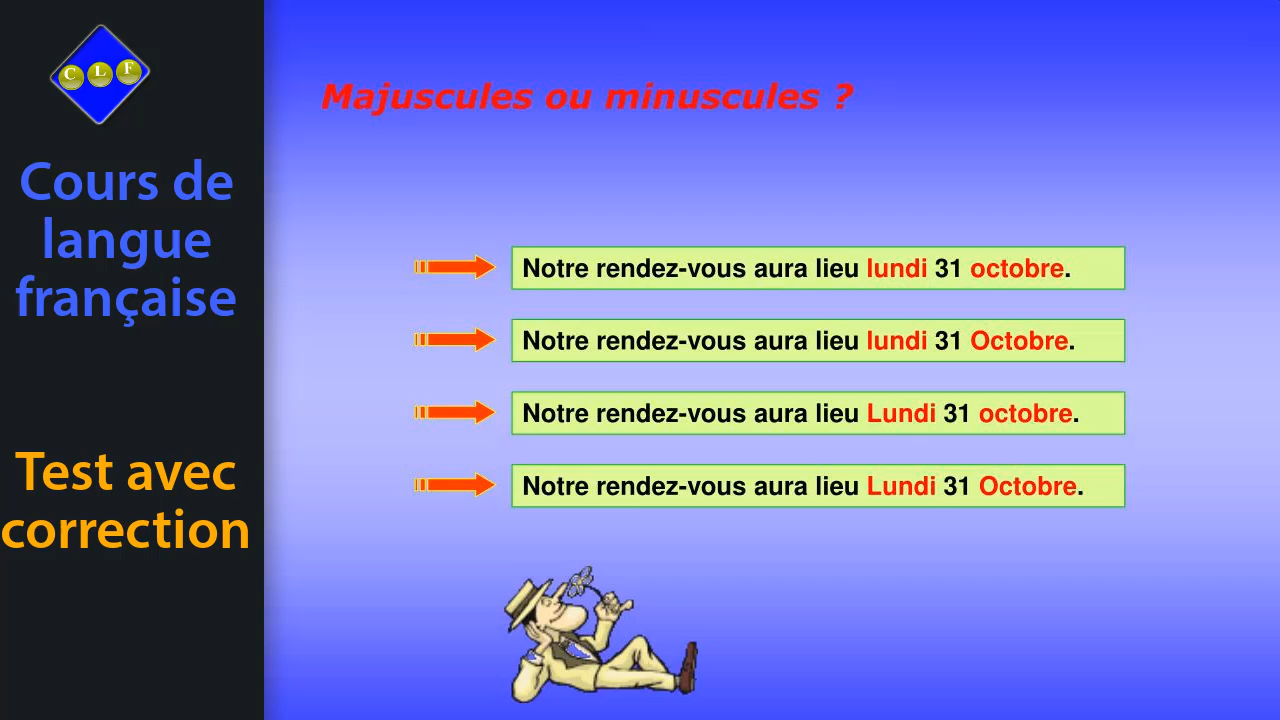 C L F
Cours de
langue
française
Test avec
correction
Majuscules ou minuscules ?
Notre rendez-vous aura lieu lundi 31 octobre.
Notre rendez-vous aura lieu lundi 31 Octobre.
Notre rendez-vous aura lieu Lundi 31 octobre.
Notre rendez-vous aura lieu Lundi 31 Octobre.